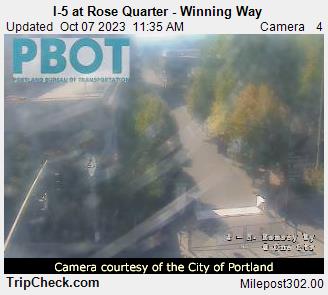 I-5 at Rose Quarter - Winning Way
Updated Oct 07 2023 11:35 AM Camera 4
PBOT
PORTLAND BUREAU OF TRANSPORTATION
Camera courtesy of the City of Portland
TripCheck.com Milepost302.00